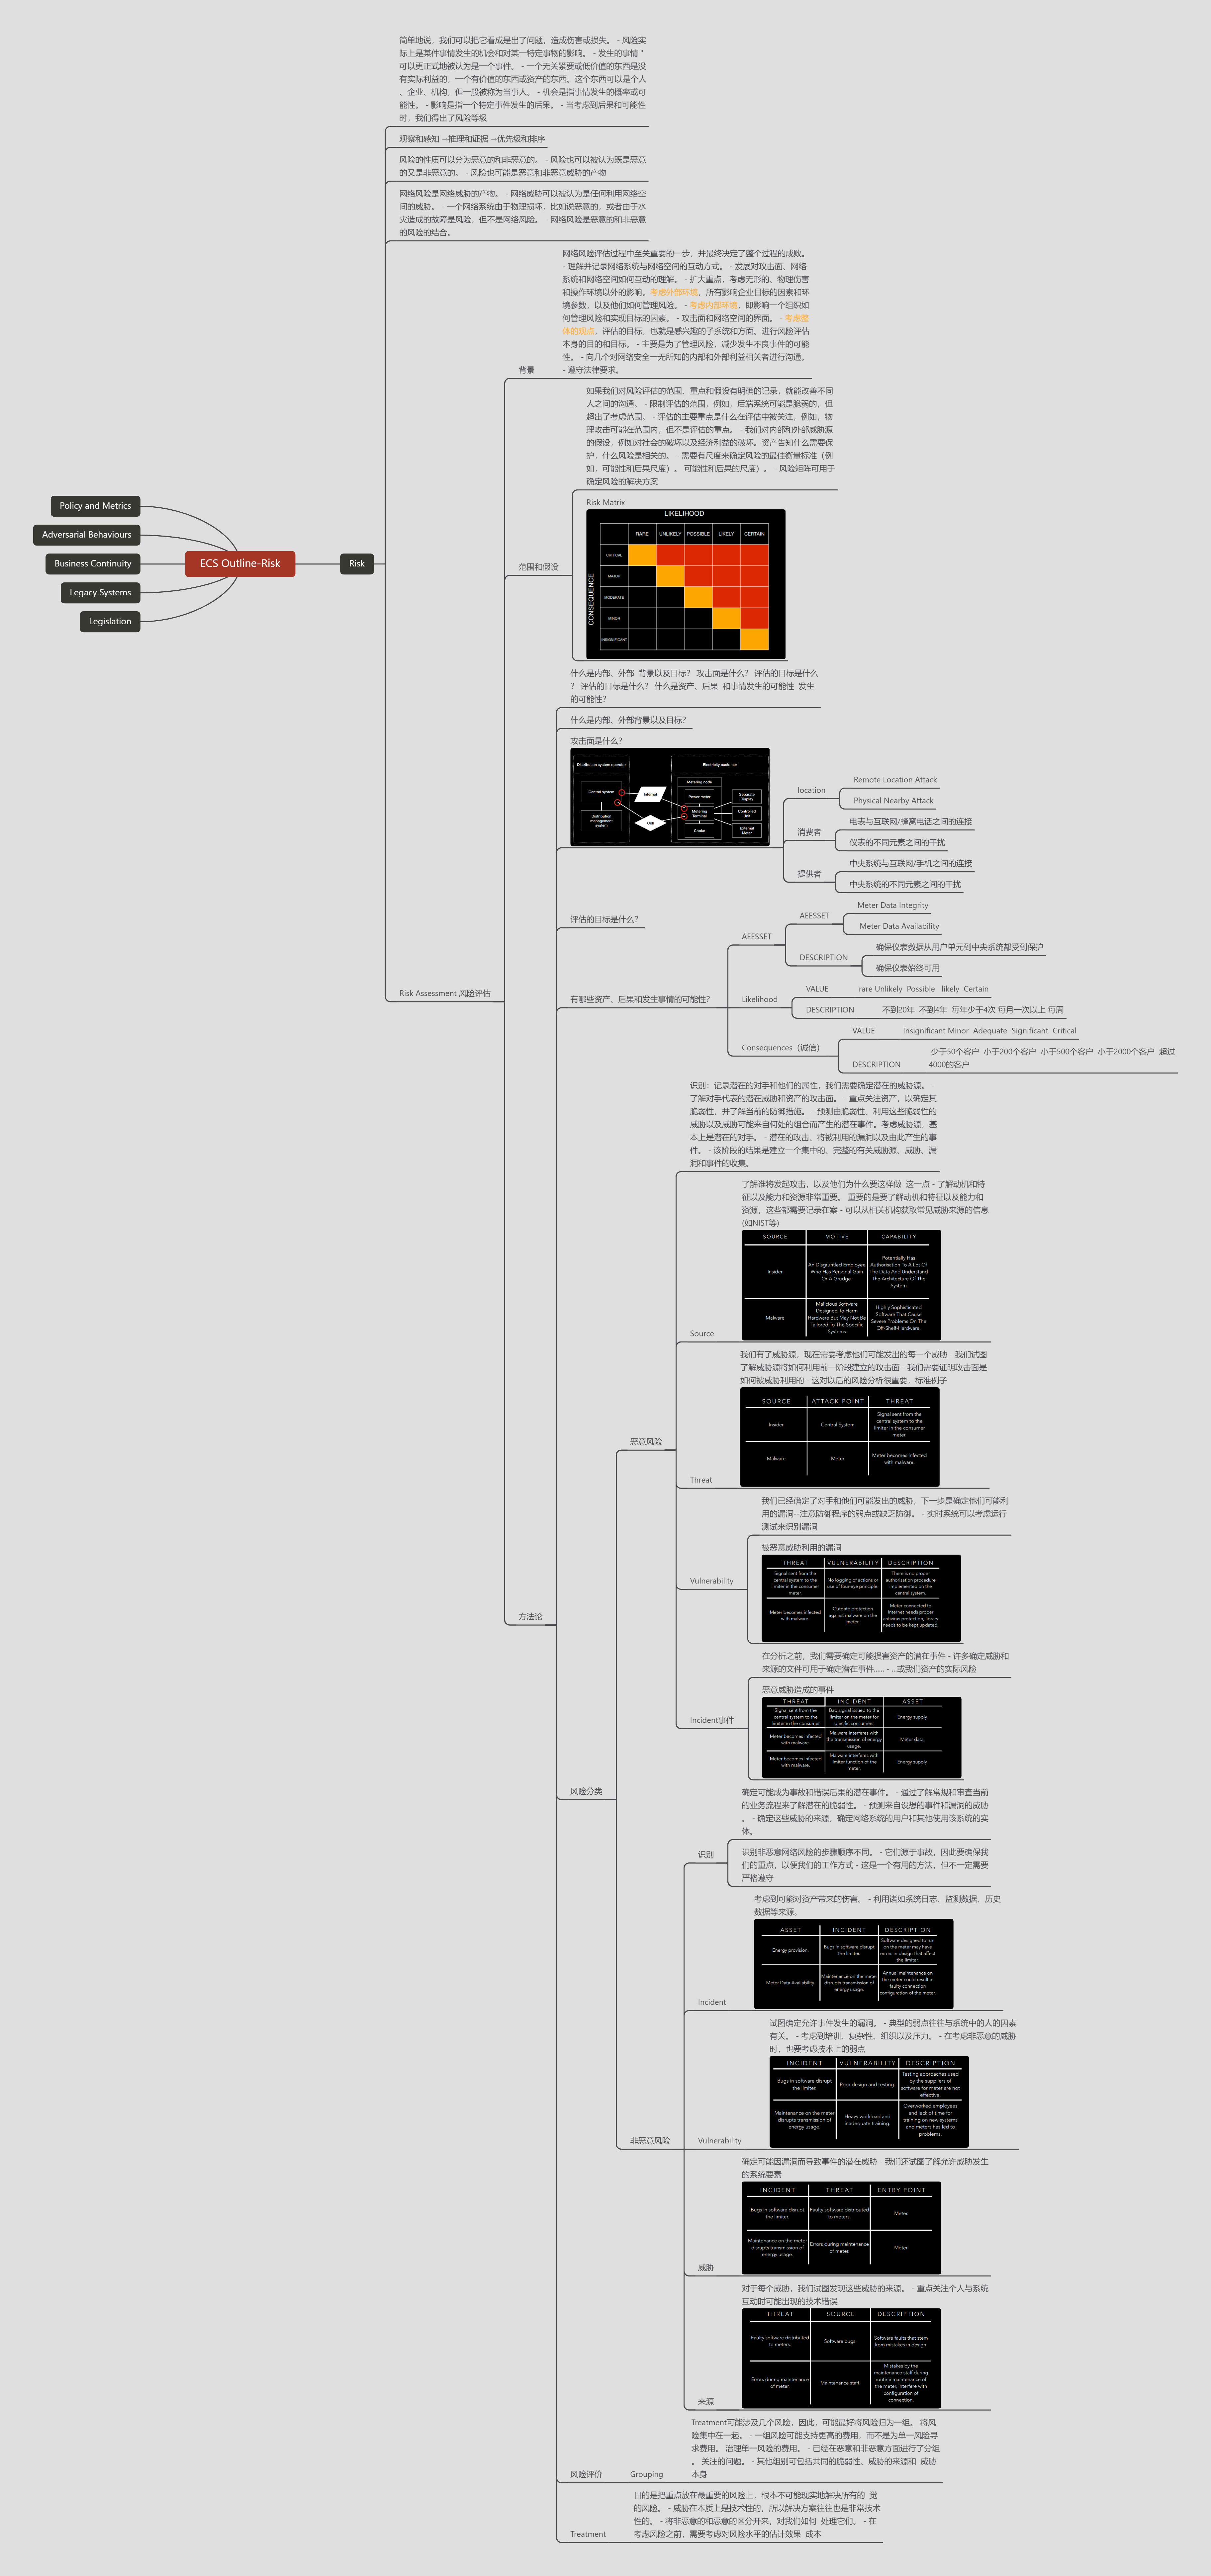 简单地说，我们可以把它看成是出了问题，造成伤害或损失。 - 风险实
际上是某件事情发生的机会和对某一特定事物的影响。 - 发生的事情 "
可以更正式地被认为是一个事件。 - 一个无关紧要或低价值的东西是没
有实际利益的，一个有价值的东西或资产的东西。这个东西可以是个人
、企业、机构，但一般被称为当事人。 - 机会是指事情发生的概率或可
能性。 - 影响是指一个特定事件发生的后果。 - 当考虑到后果和可能性
时，我们得出了风险等级
观察和感知 →推理和证据 →优先级和排序
风险的性质可以分为恶意的和非恶意的。 - 风险也可以被认为既是恶意
的又是非恶意的。 - 风险也可能是恶意和非恶意威胁的产物
网络风险是网络威胁的产物。 - 网络威胁可以被认为是任何利用网络空
间的威胁。 - 一个网络系统由于物理损坏，比如说恶意的，或者由于水
灾造成的故障是风险，但不是网络风险。 - 网络风险是恶意的和非恶意
的风险的结合。
网络风险评估过程中至关重要的一步，并最终决定了整个过程的成败。
- 理解并记录网络系统与网络空间的互动方式。 - 发展对攻击面、网络
系统和网络空间如何互动的理解。 - 扩大重点，考虑无形的、物理伤害
和操作环境以外的影响。考虑外部环境，所有影响企业目标的因素和环
境参数，以及他们如何管理风险。 - 考虑内部环境，即影响一个组织如
何管理风险和实现目标的因素。 - 攻击面和网络空间的界面。 - 考虑整
体的观点，评估的目标，也就是感兴趣的子系统和方面。进行风险评估
本身的目的和目标。 - 主要是为了管理风险，减少发生不良事件的可能
性。 - 向几个对网络安全一无所知的内部和外部利益相关者进行沟通。
背景
- 遵守法律要求。
如果我们对风险评估的范围、重点和假设有明确的记录，就能改善不同
人之间的沟通。 - 限制评估的范围，例如，后端系统可能是脆弱的，但
超出了考虑范围。 - 评估的主要重点是什么在评估中被关注，例如，物
理攻击可能在范围内，但不是评估的重点。 - 我们对内部和外部威胁源
的假设，例如对社会的破坏以及经济利益的破坏。资产告知什么需要保
护，什么风险是相关的。 - 需要有尺度来确定风险的最佳衡量标准（例
如，可能性和后果尺度）。 可能性和后果的尺度）。 - 风险矩阵可用于
确定风险的解决方案
Risk Matrix
LIKELIHOOD
RARE UNLIKELY POSSIBLE LIKELY CERTAIN
CONSEQUENCE
CRITICAL
MAJOR
MODERATE
MINOR
INSIGNIFICANT
范围和假设
Policy and Metrics
Adversarial Behaviours
Business Continuity
Legacy Systems
Legislation
ECS Outline-Risk
Risk
什么是内部、外部 背景以及目标？ 攻击面是什么？ 评估的目标是什么
？ 评估的目标是什么？ 什么是资产、后果 和事情发生的可能性 发生
的可能性？
什么是内部、外部背景以及目标？
攻击面是什么？
Distribution system operator
Electricity customer
Central system
Distribution
management
system
Internet
Cell
Metering node
Power meter
Metering
Terminal
Choke
Separate
Display
Controlled
Unit
External
Meter
location
Remote Location Attack
Physical Nearby Attack
消费者
电表与互联网/蜂窝电话之间的连接
仪表的不同元素之间的干扰
提供者
中央系统与互联网/手机之间的连接
中央系统的不同元素之间的干扰
评估的目标是什么？
有哪些资产、后果和发生事情的可能性？
AEESSET
AEESSET
Meter Data Integrity
Meter Data Availability
DESCRIPTION
确保仪表数据从用户单元到中央系统都受到保护
确保仪表始终可用
Likelihood
VALUE
rare Unlikely Possible likely Certain
DESCRIPTION
不到20年 不到4年 每年少于4次 每月一次以上 每周
Consequences（诚信）
VALUE
Insignificant Minor Adequate Significant Critical
DESCRIPTION
少于50个客户 小于200个客户 小于500个客户 小于2000个客户 超过
4000的客户
Risk Assessment 风险评估
识别：记录潜在的对手和他们的属性，我们需要确定潜在的威胁源。 -
了解对手代表的潜在威胁和资产的攻击面。 - 重点关注资产，以确定其
脆弱性，并了解当前的防御措施。 - 预测由脆弱性，利用这些脆弱性的
威胁以及威胁可能来自何处的组合而产生的潜在事件。考虑威胁源，基
本上是潜在的对手。 - 潜在的攻击、将被利用的漏洞以及由此产生的事
件。 - 该阶段的结果是建立一个集中的，完整的有关威胁源、威胁，漏
洞和事件的收集。
了解谁将发起攻击，以及他们为什么要这样做 这一点 - 了解动机和特
征以及能力和资源非常重要。 重要的是要了解动机和特征以及能力和
资源，这些都需要记录在案 - 可以从相关机构获取常见威胁来源的信息
(如NIST等)
SOURCE MOTIVE CAPABILITY
Insider
An Disgruntled Employee
Who Has Personal Gain
Or A Grudge.
Potentially Has
Authorisation To A Lot Of
The Data And Understand
The Architecture Of The
System
Malware
Malicious Software
Designed To Harm
Hardware But May Not Be
Tailored To The Specific
Systems
Highly Sophisticated
Software That Cause
Severe Problems On The
Off-Shelf-Hardware.
Source
我们有了威胁源，现在需要考虑他们可能发出的每一个威胁 - 我们试图
了解威胁源将如何利用前一阶段建立的攻击面 - 我们需要证明攻击面是
如何被威胁利用的 - 这对以后的风险分析很重要，标准例子
SOURCE ATTACK POINT THREAT
Insider
Central System
Signal sent from the
central system to the
limiter in the consumer
meter.
Malware
Meter
Meter becomes infected
with malware.
Threat
恶意风险
我们已经确定了对手和他们可能发出的威胁，下一步是确定他们可能利
用的漏洞--注意防御程序的弱点或缺乏防御。 - 实时系统可以考虑运行
测试来识别漏洞
被恶意威胁利用的漏洞
THREAT VULNERABILITY DESCRIPTION
Signal sent from the
central system to the
limiter in the consumer
meter.
No logging of actions or
use of four-eye principle.
There is no proper
authorisation procedure
implemented on the
central system.
Meter becomes infected
with malware.
Outdate protection
against malware on the
meter.
Meter connected to
Internet needs proper
antivirus protection, library
needs to be kept updated.
Vulnerability
方法论
在分析之前，我们需要确定可能损害资产的潜在事件 - 许多确定威胁和
来源的文件可用于确定潜在事件...... - ...或我们资产的实际风险
恶意威胁造成的事件
THREAT INCIDENT ASSET
Signal sent from the
central system to the
limiter in the consumer
Bad signal issued to the
limiter on the meter for
specific consumers.
Energy supply.
Meter becomes infected
with malware.
Malware interferes with
the transmission of energy
usage.
Meter data.
Meter becomes infected
with malware.
Malware interferes with
limiter function of the
meter.
Energy supply.
Incident事件
风险分类
确定可能成为事故和错误后果的潜在事件。 - 通过了解常规和审查当前
的业务流程来了解潜在的脆弱性。 - 预测来自设想的事件和漏洞的威胁
。 - 确定这些威胁的来源，确定网络系统的用户和其他使用该系统的实
体。
识别
识别非恶意网络风险的步骤顺序不同。 - 它们源于事故，因此要确保我
们的重点，以便我们的工作方式 - 这是一个有用的方法，但不一定需要
严格遵守
考虑到可能对资产带来的伤害。 - 利用诸如系统日志、监测数据、历史
数据等来源。
ASSET INCIDENT DESCRIPTION
Energy provision.
Bugs in software disrupt
the limiter.
Software designed to run
on the meter may have
errors in design that affect
the limiter.
Meter Data Availability.
Maintenance on the meter
disrupts transmission of
energy usage.
Annual maintenance on
the meter could result in
faulty connection
configuration of the meter.
Incident
试图确定允许事件发生的漏洞。 - 典型的弱点往往与系统中的人的因素
有关。 - 考虑到培训、复杂性、组织以及压力。 - 在考虑非恶意的威胁
时，也要考虑技术上的弱点
INCIDENT VULNERABILITY DESCRIPTION
Bugs in software disrupt
the limiter.
Poor design and testing.
Testing approaches used
by the suppliers of
software for meter are not
effective.
Maintenance on the meter
disrupts transmission of
energy usage.
Heavy workload and
inadequate training.
Overworked employees
and lack of time for
training on new systems
and meters has led to
problems.
非恶意风险
Vulnerability
确定可能因漏洞而导致事件的潜在威胁 - 我们还试图了解允许威胁发生
的系统要素
INCIDENT THREAT ENTRY POINT
Bugs in software disrupt
the limiter.
Faulty software distributed
to meters.
Meter.
Maintenance on the meter
disrupts transmission of
energy usage.
Errors during maintenance
of meter.
Meter.
威胁
对于每个威胁，我们试图发现这些威胁的来源。 - 重点关注个人与系统
互动时可能出现的技术错误
THREAT SOURCE DESCRIPTION
Faulty software distributed
to meters.
Software bugs.
Software faults that stem
from mistakes in design.
Errors during maintenance
of meter.
Maintenance staff.
Mistakes by the
maintenance staff during
routine maintenance of
the meter, interfere with
configuration of
connection.
来源
Treatment可能涉及几个风险，因此，可能最好将风险归为一组。 将风
险集中在一起。 - 一组风险可能支持更高的费用，而不是为单一风险寻
求费用。 治理单一风险的费用。 - 已经在恶意和非恶意方面进行了分组
。 关注的问题。 - 其他组别可包括共同的脆弱性、威胁的来源和 威胁
本身
风险评价
Grouping
目的是把重点放在最重要的风险上，根本不可能现实地解决所有的 觉
的风险。 - 威胁在本质上是技术性的，所以解决方案往往也是非常技术
性的。 - 将非恶意的和恶意的区分开来，对我们如何 处理它们。 - 在
考虑风险之前，需要考虑对风险水平的估计效果 成本
Treatment